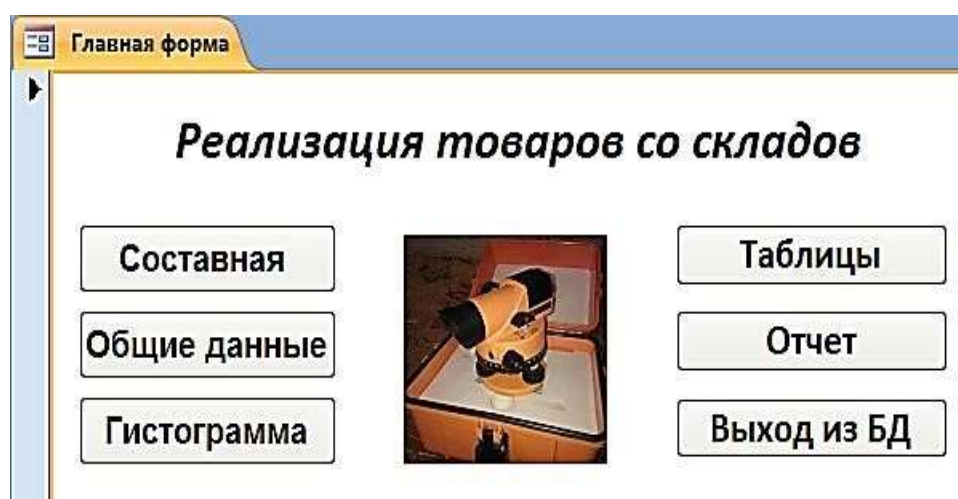 Главная форма
Реализация товаров со складов
Составная
Общие данные
Гистограмма
Таблицы
Отчет
Выход из БД